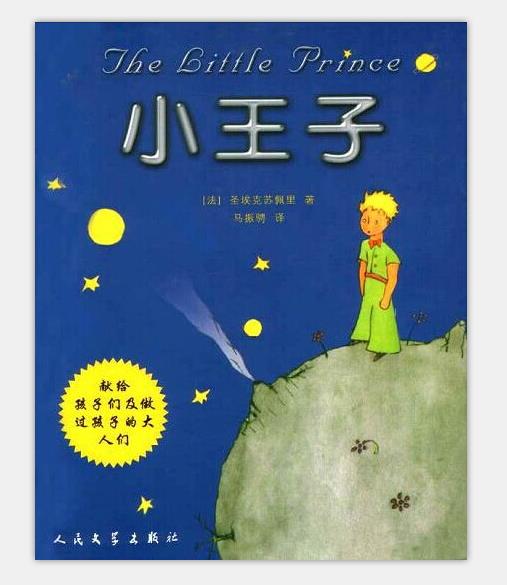 The Little Prince
小王子
[法] 圣埃克苏佩里 著
马振骋 译
献给
孩子们及做
过孩子的大
人们
人民文学出版社